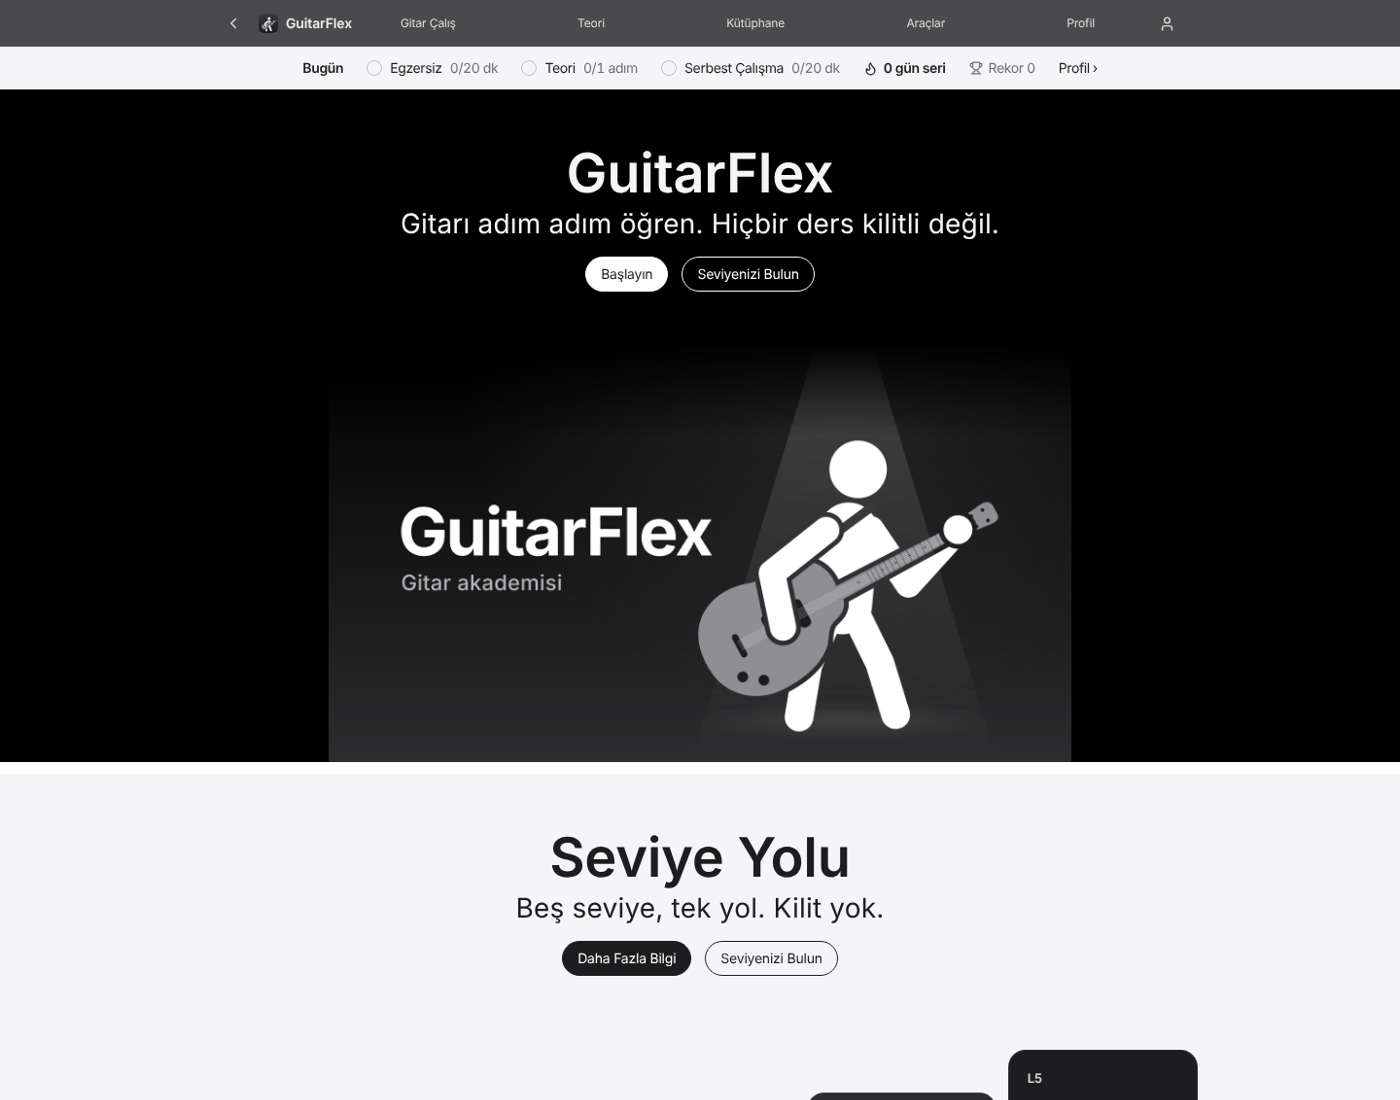 GuitarFlex Gitar Çalış Teori Kütüphane Araçlar Profil
Bugün Egzersiz 0/20 dk Teori 0/1 adım Serbest Çalışma 0/20 dk 0 gün seri Rekor 0 Profil ›
GuitarFlex
Gitarı adım adım öğren. Hiçbir ders kilitli değil.
Başlayın Seviyenizi Bulun
GuitarFlex
Gitar akademisi
Seviye Yolu
Beş seviye, tek yol. Kilit yok.
Daha Fazla Bilgi Seviyenizi Bulun
L5